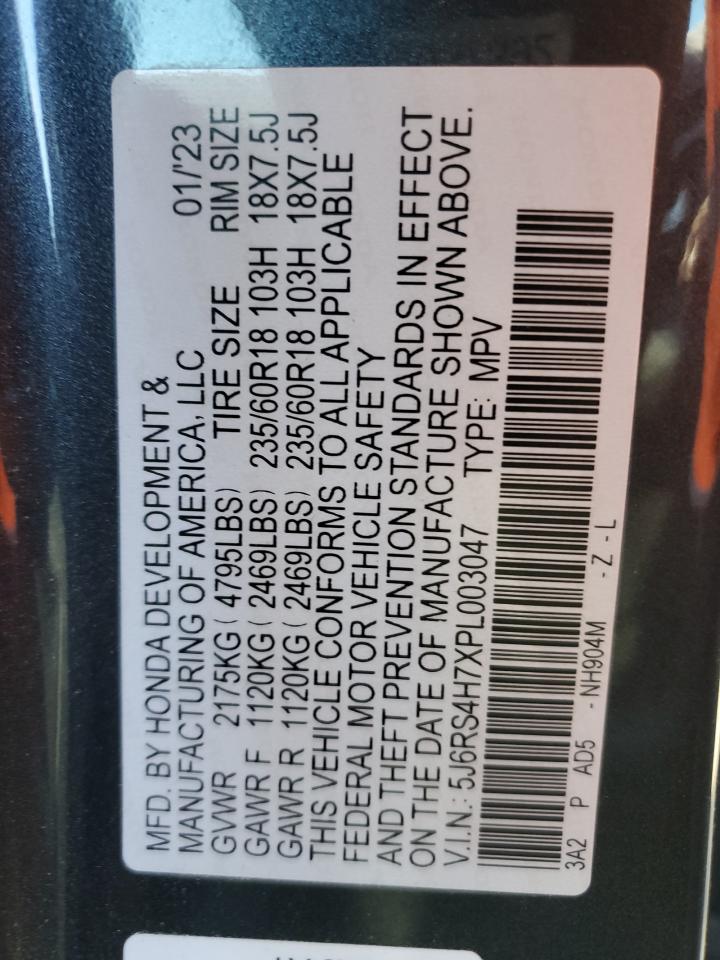 MFD. BY HONDA DEVELOPMENT &
MANUFACTURING OF AMERICA, LLC 01/'23
GVWR 2175KG ( 4795LBS) TIRE SIZE RIM SIZE
GAWR F 1120KG ( 2469LBS) 235/60R18 103H 18X7.5J
GAWR R 1120KG ( 2469LBS) 235/60R18 103H 18X7.5J
THIS VEHICLE CONFORMS TO ALL APPLICABLE
FEDERAL MOTOR VEHICLE SAFETY
AND THEFT PREVENTION STANDARDS IN EFFECT
ON THE DATE OF MANUFACTURE SHOWN ABOVE.
V.I.N.: 5J6RS4H7XPL003047 TYPE: MPV
3A2 P AD5 - NH904M - Z - L